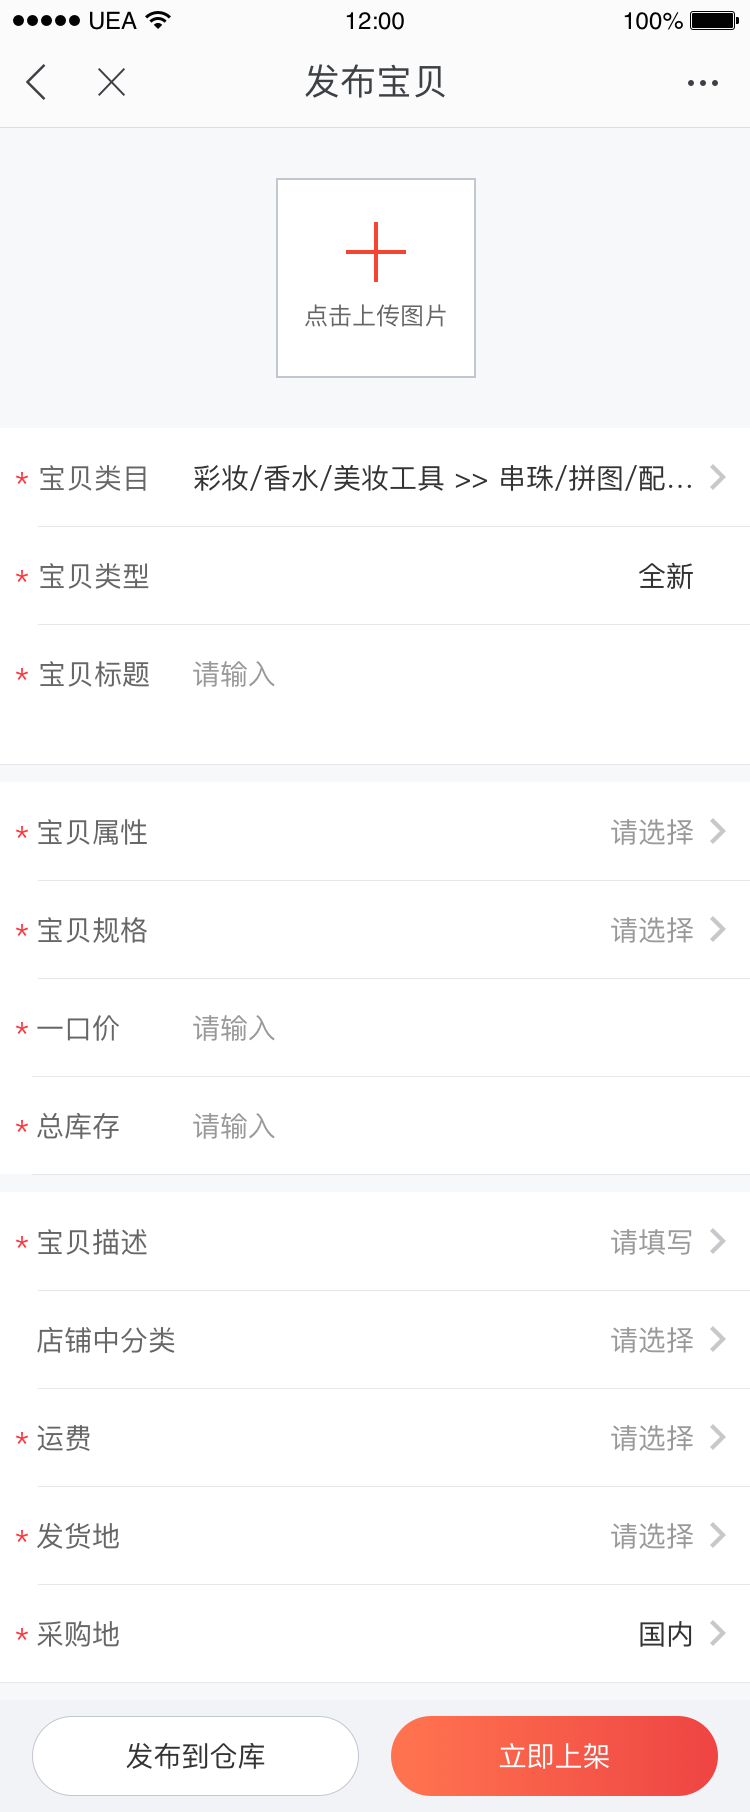 UEA 12:00 100%
发布宝贝
点击上传图片
* 宝贝类目 彩妆/香水/美妆工具 >> 串珠/拼图/配...
* 宝贝类型 全新
* 宝贝标题 请输入
* 宝贝属性 请选择
* 宝贝规格 请选择
* 一口价 请输入
* 总库存 请输入
* 宝贝描述 请填写
店铺中分类 请选择
* 运费 请选择
* 发货地 请选择
* 采购地 国内
发布到仓库 立即上架